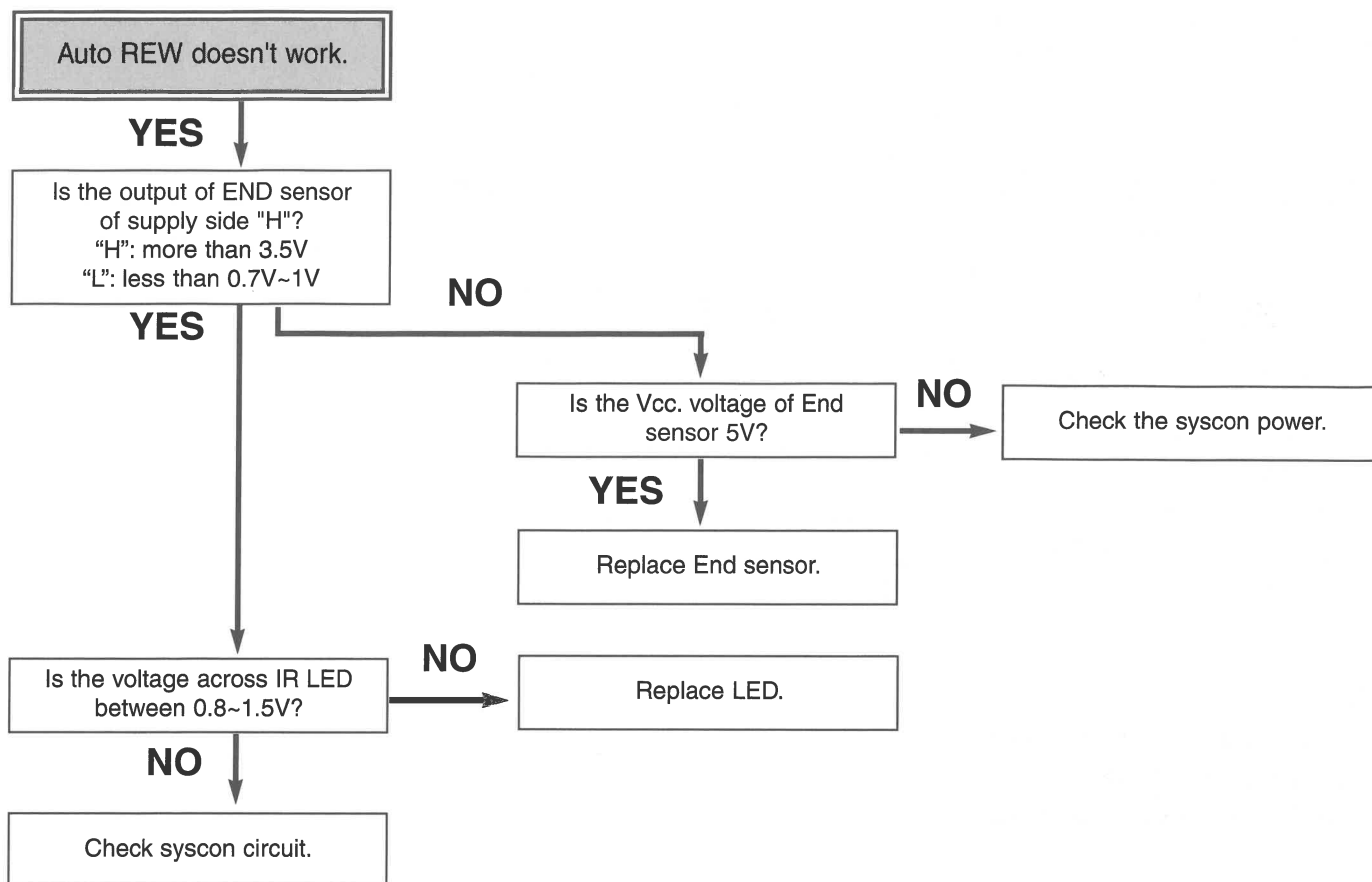 Auto REW doesn't work.
YES
Is the output of END sensor
of supply side "H"?
“H”: more than 3.5V
“L”: less than 0.7V~1V
YES
NO
Is the Vcc. voltage of End
sensor 5V?
NO
Check the syscon power.
YES
Replace End sensor.
Is the voltage across IR LED
between 0.8~1.5V?
NO
Replace LED.
NO
Check syscon circuit.